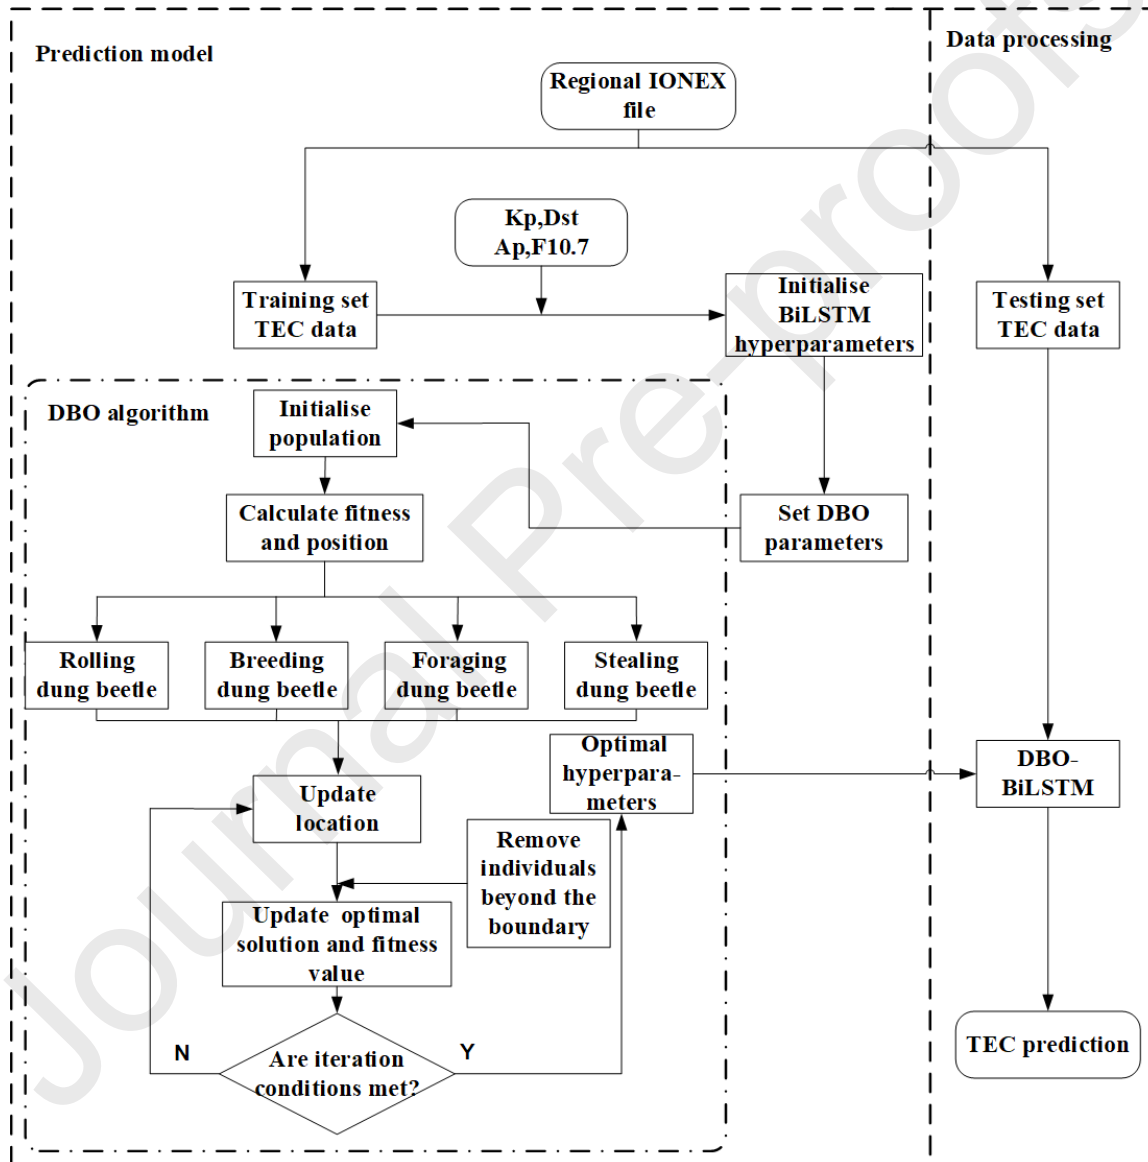 Prediction model
Data processing
Regional IONEX
file
Kp,Dst
Ap,F10.7
Training set
TEC data
Initialise
BiLSTM
hyperparameters
Testing set
TEC data
DBO algorithm
Initialise
population
Calculate fitness
and position
Set DBO
parameters
Rolling
dung beetle
Breeding
dung beetle
Foraging
dung beetle
Stealing
dung beetle
Optimal
hyperpara-
meters
DBO-
BiLSTM
Update
location
Remove
individuals
beyond the
boundary
Update optimal
solution and fitness
value
N
Y
Are iteration
conditions met?
TEC prediction
Journal Pre-proofs